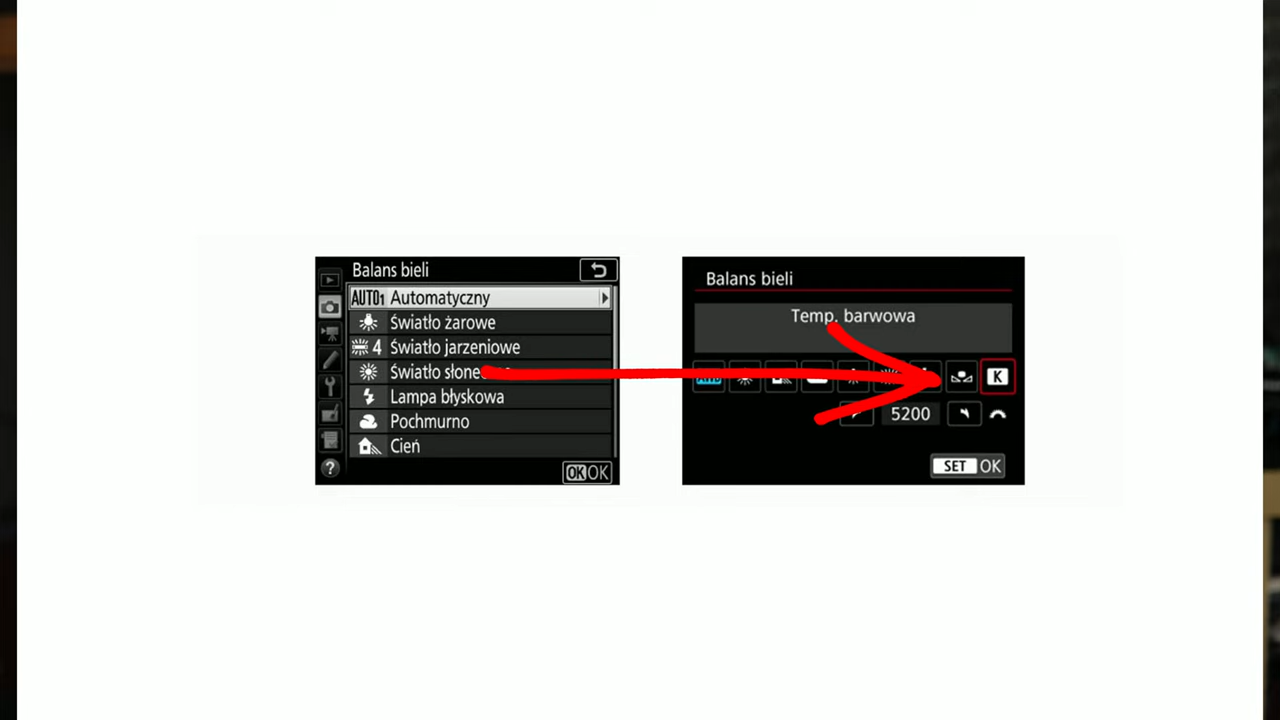 Balans bieli
AUTO1 Automatyczny
Światło żarowe
4 Światło jarzeniowe
Światło
Lampa błyskowa
Pochmurno
Cień
?
OK OK
Balans bieli
Temp. barwowa
K
5200
SET OK